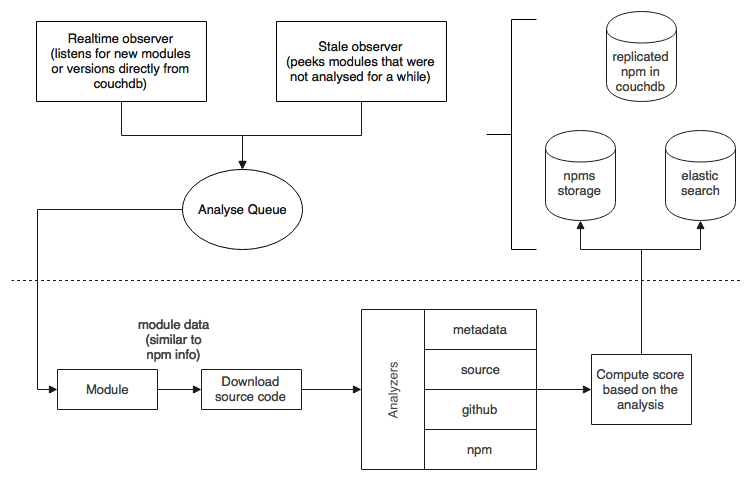 Realtime observer
(listens for new modules
or versions directly from
couchdb)
Stale observer
(peeks modules that were
not analysed for a while)
replicated
npm in
couchdb
npms
storage
elastic
search
Analyse Queue
module data
(similar to
npm info)
Module
Download
source code
Analyzers
metadata
source
github
npm
Compute score
based on the
analysis